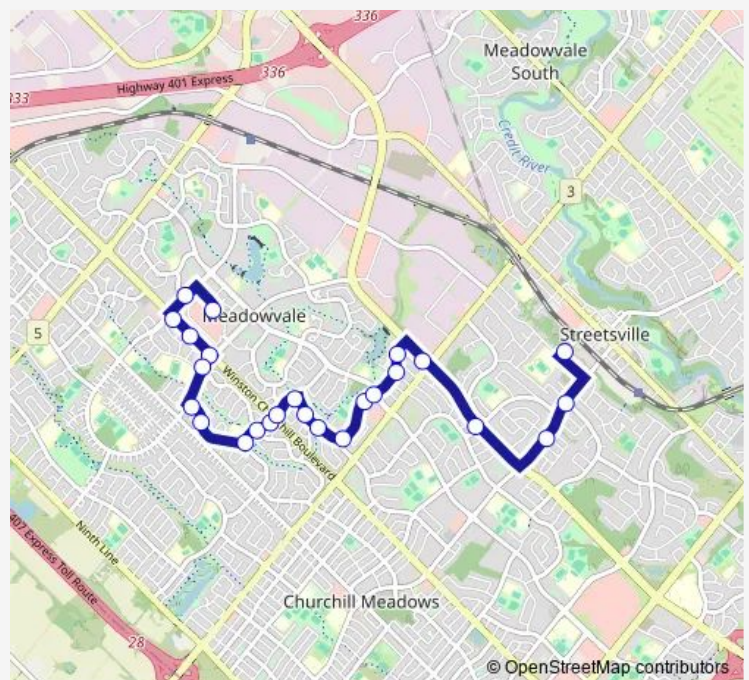 336
Meadowvale
South
Highway 401 Express
336
333
Credit River
3
5
Meadowvale
Streetsville
Winston Churchill Boulevard
Ninth Line
407 Express Toll Route
Churchill Meadows
28
© OpenStreetMap contributors